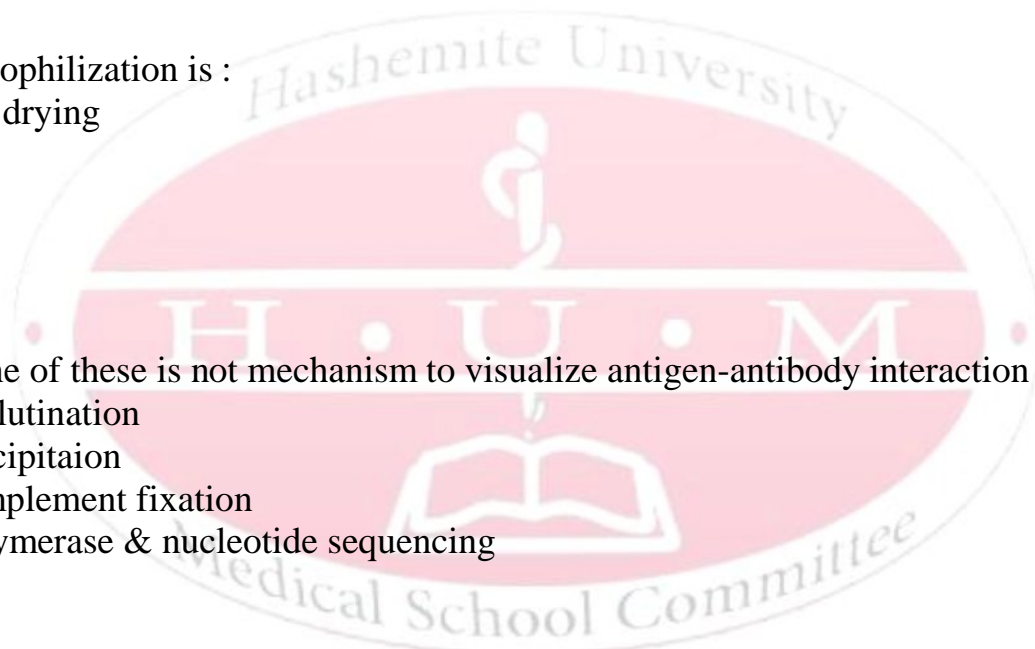 ophilization is :
drying
Hashemite University
H • U • M
ne of these is not mechanism to visualize antigen-antibody interaction
lutination
cipitaion
nplement fixation
ymerase & nucleotide sequencing
Medical School Committee